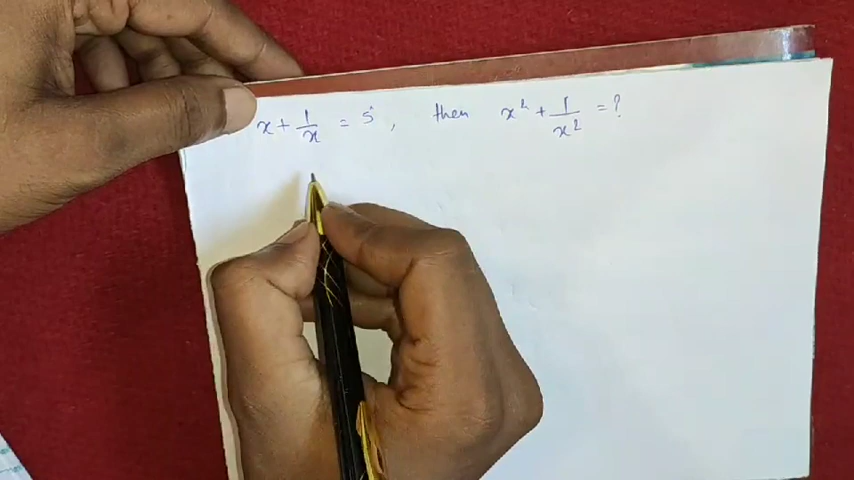 x + 1/x = 5, then x² + 1/x² = ?